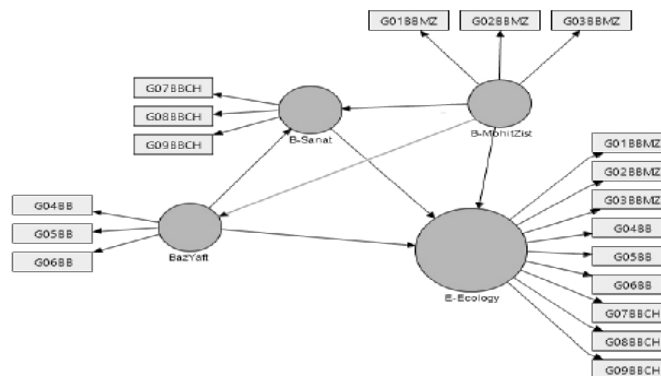 G01BBMZ
G02BBMZ
G03BBMZ
G07BBCH
G08BBCH
G09BBCH
B-Sanat
B-MohitZist
G01BBMZ
G02BBMZ
G03BBMZ
G04BB
G05BB
G06BB
G07BBCH
G08BBCH
G09BBCH
G04BB
G05BB
G06BB
BazYaft
E-Ecology